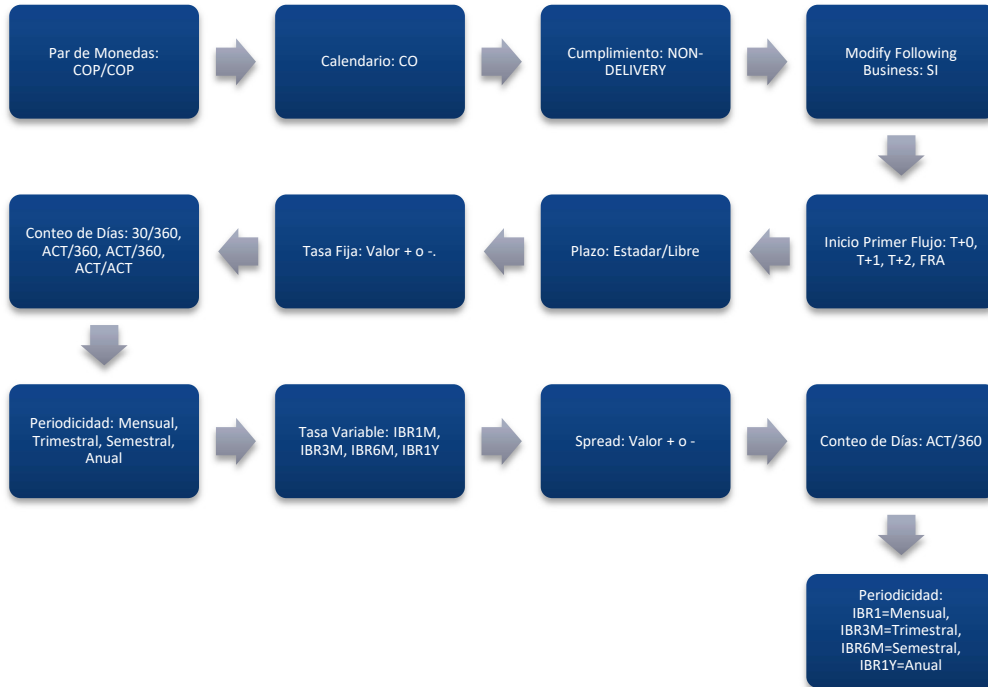 Par de Monedas:
COP/COP
Calendario: CO
Cumplimiento: NON-
DELIVERY
Modify Following
Business: SI
Inicio Primer Flujo: T+0,
T+1, T+2, FRA
Plazo: Estadar/Libre
Tasa Fija: Valor + o -.
Conteo de Días: 30/360,
ACT/360, ACT/360,
ACT/ACT
Periodicidad: Mensual,
Trimestral, Semestral,
Anual
Tasa Variable: IBR1M,
IBR3M, IBR6M, IBR1Y
Spread: Valor + o -
Conteo de Días: ACT/360
Periodicidad:
IBR1=Mensual,
IBR3M=Trimestral,
IBR6M=Semestral,
IBR1Y=Anual